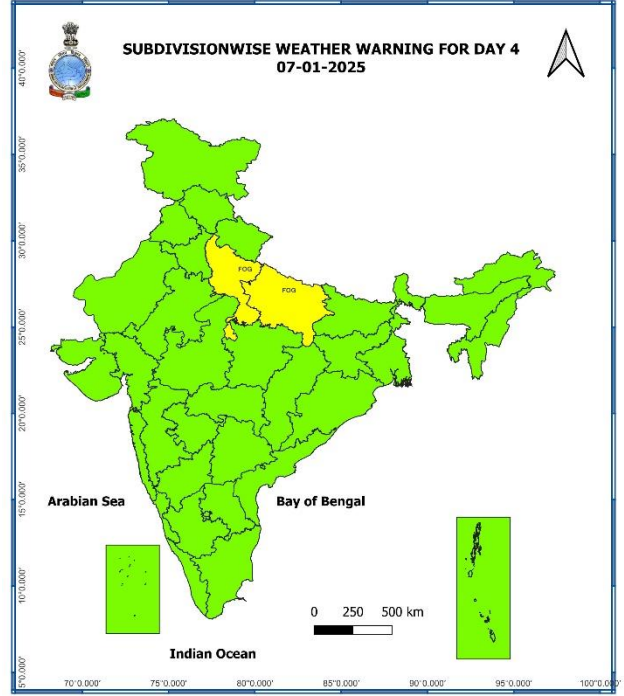 SUBDIVISIONWISE WEATHER WARNING FOR DAY 4
07-01-2025
40°0.000'
35°0.000'
30°0.000'
25°0.000'
20°0.000'
15°0.000'
10°0.000'
5°0.000'
FOG
FOG
Arabian Sea
Bay of Bengal
0 250 500 km
Indian Ocean
70°0.000' 75°0.000' 80°0.000' 85°0.000' 90°0.000' 95°0.000' 100°0.000'